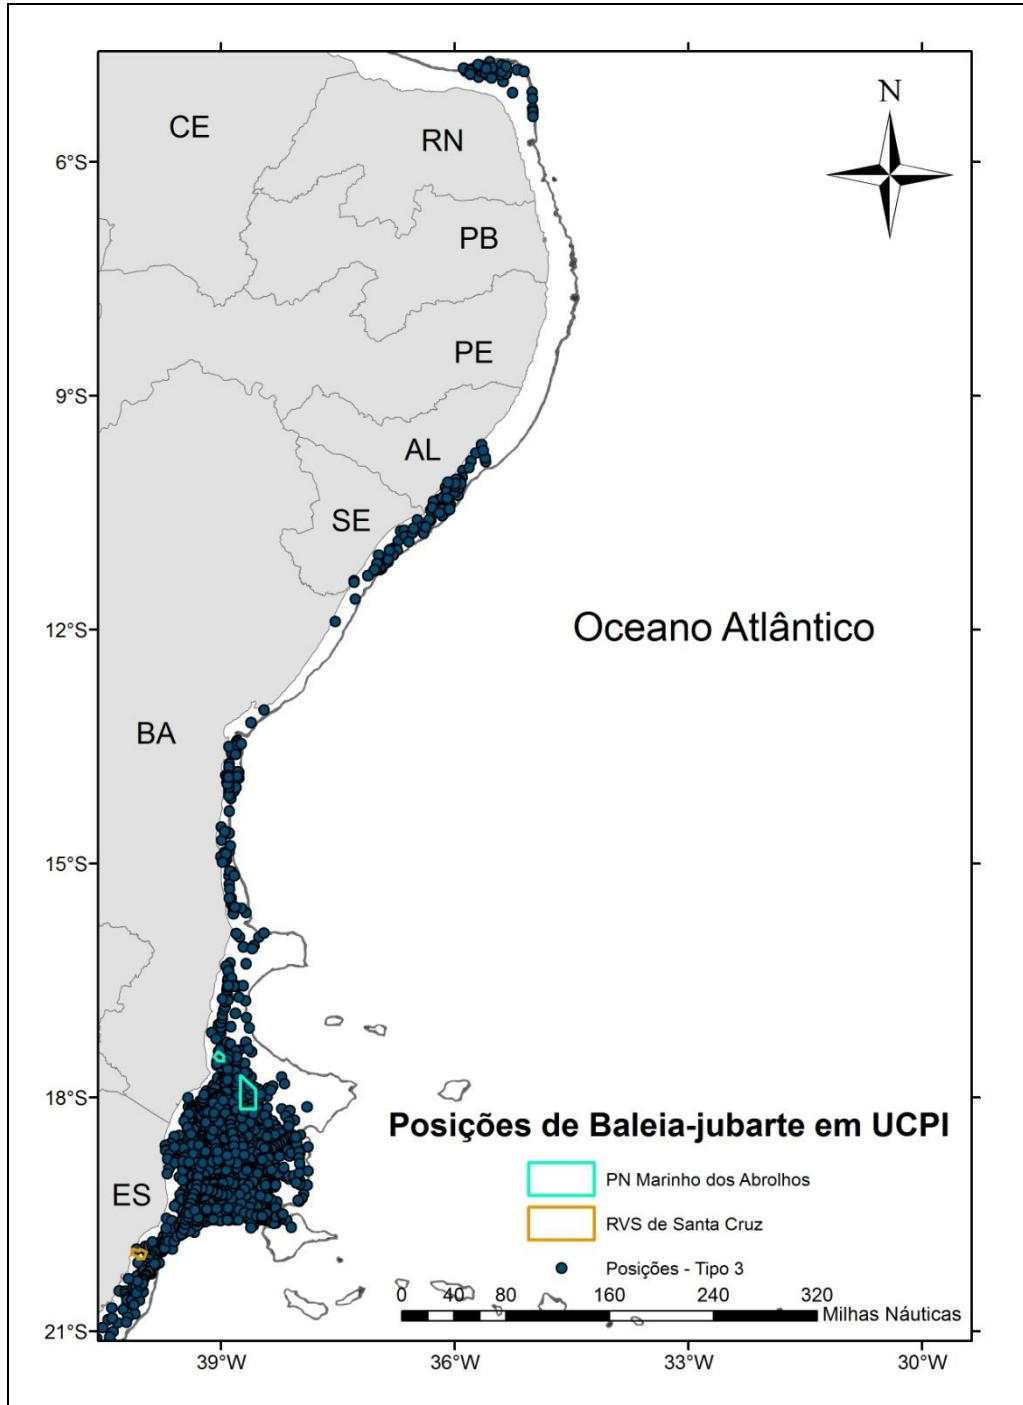 N
CE
RN
6°S
PB
PE
9°S
AL
SE
12°S
Oceano Atlântico
BA
15°S
18°S
Posições de Baleia-jubarte em UCPI
PN Marinho dos Abrolhos
ES
RVS de Santa Cruz
Posições - Tipo 3
0 40 80 160 240 320
Milhas Náuticas
21°S
39°W 36°W 33°W 30°W